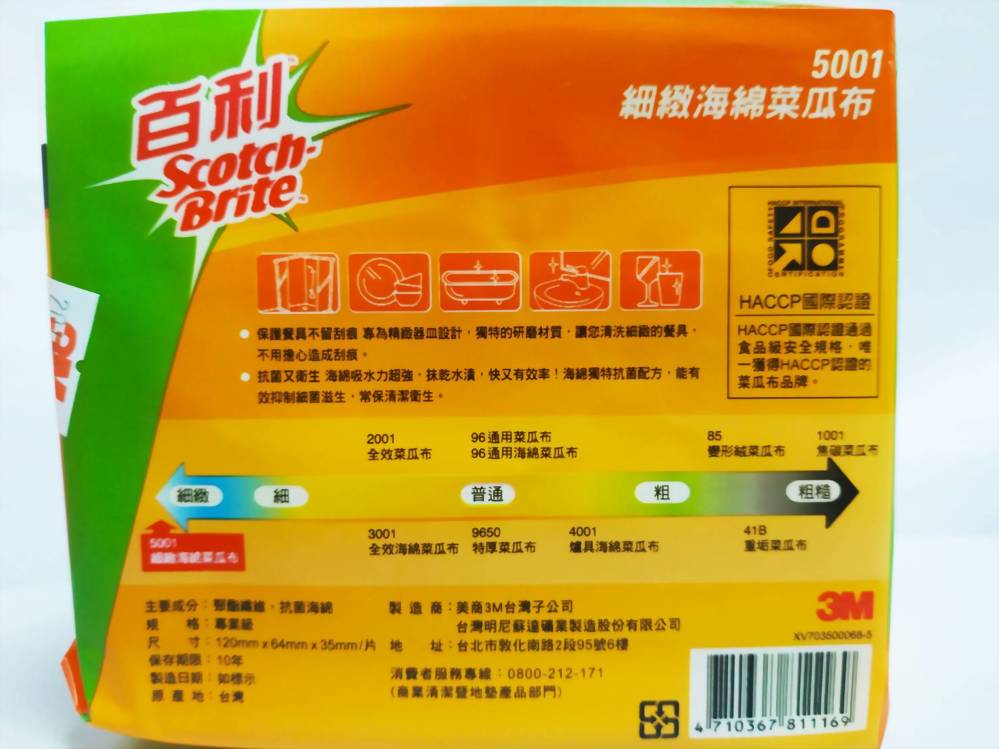 5001
細緻海綿菜瓜布
百利
Scotch-
Brite
HACCP INTERNATIONAL
FOOD SAFETY
PROGRAMMES
CERTIFICATION
HACCP國際認證
HACCP國際認證通過
食品級安全規格，唯
一獲得HACCP認證的
菜瓜布品牌。
保護餐具不留刮痕 專為精緻器皿設計，獨特的研磨材質，讓您清洗細緻的餐具，
不用擔心造成刮痕。
抗菌又衛生 海綿吸水力超強，抹乾水漬，快又有效率！海綿獨特抗菌配方，能有
效抑制細菌滋生，常保清潔衛生。
2001
全效菜瓜布
96 通用菜瓜布
96 通用海綿菜瓜布
85
變形絨菜瓜布
1001
焦碳菜瓜布
細緻
細
普通
粗
粗糙
5001
細緻海綿菜瓜布
3001
全效海綿菜瓜布
9650
特厚菜瓜布
4001
爐具海綿菜瓜布
41B
重垢菜瓜布
主要成分：聚酯纖維、抗菌海綿
規 格：專業級
尺 寸：120mm x 64mm x 35mm/片
保存期限：10年
製造日期：如標示
原 產 地：台灣
製 造 商：美商3M台灣子公司
台灣明尼蘇達礦業製造股份有限公司
地 址：台北市敦化南路2段95號6樓
消費者服務專線：0800-212-171
(商業清潔暨地墊產品部門)
3M
XV703500068-5
4 710367 811169